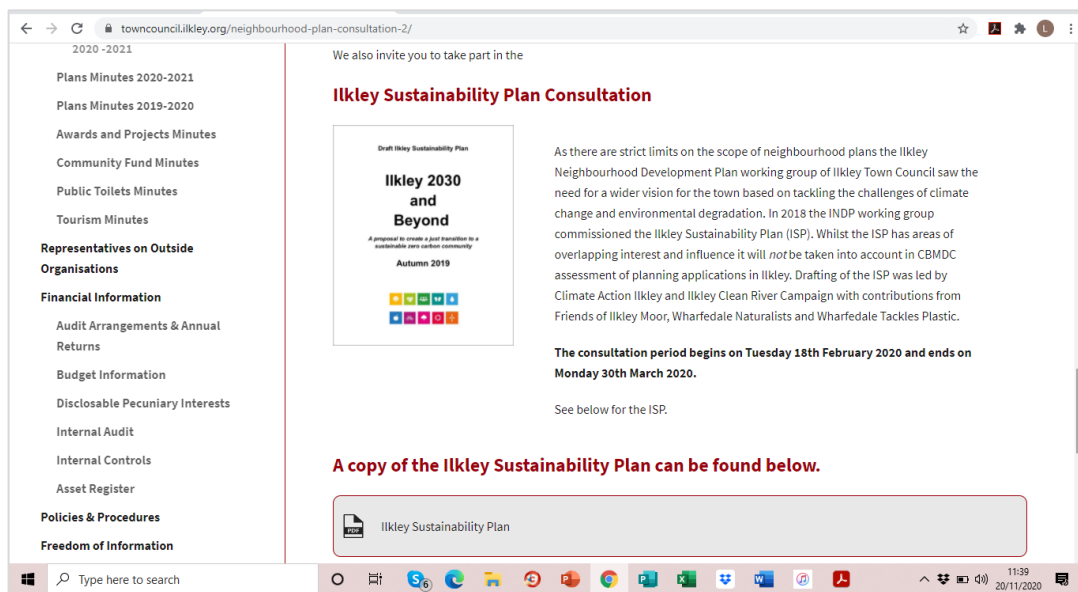 towncouncil.ilkley.org/neighbourhood-plan-consultation-2/
L
2020 -2021
Plans Minutes 2020-2021
Plans Minutes 2019-2020
Awards and Projects Minutes
Community Fund Minutes
Public Toilets Minutes
Tourism Minutes
Representatives on Outside
Organisations
Financial Information
Audit Arrangements & Annual
Returns
Budget Information
Disclosable Pecuniary Interests
Internal Audit
Internal Controls
Asset Register
Policies & Procedures
Freedom of Information
We also invite you to take part in the
Ilkley Sustainability Plan Consultation
Draft Ilkley Sustainability Plan
Ilkley 2030
and
Beyond
A proposal to create a just transition to a
sustainable zero carbon community
Autumn 2019
As there are strict limits on the scope of neighbourhood plans the Ilkley
Neighbourhood Development Plan working group of Ilkley Town Council saw the
need for a wider vision for the town based on tackling the challenges of climate
change and environmental degradation. In 2018 the INDP working group
commissioned the Ilkley Sustainability Plan (ISP). Whilst the ISP has areas of
overlapping interest and influence it will not be taken into account in CBMDC
assessment of planning applications in Ilkley. Drafting of the ISP was led by
Climate Action Ilkley and Ilkley Clean River Campaign with contributions from
Friends of Ilkley Moor, Wharfedale Naturalists and Wharfedale Tackles Plastic.
The consultation period begins on Tuesday 18th February 2020 and ends on
Monday 30th March 2020.
See below for the ISP.
A copy of the Ilkley Sustainability Plan can be found below.
PDF
Ilkley Sustainability Plan
Type here to search
6
11:39
20/11/2020